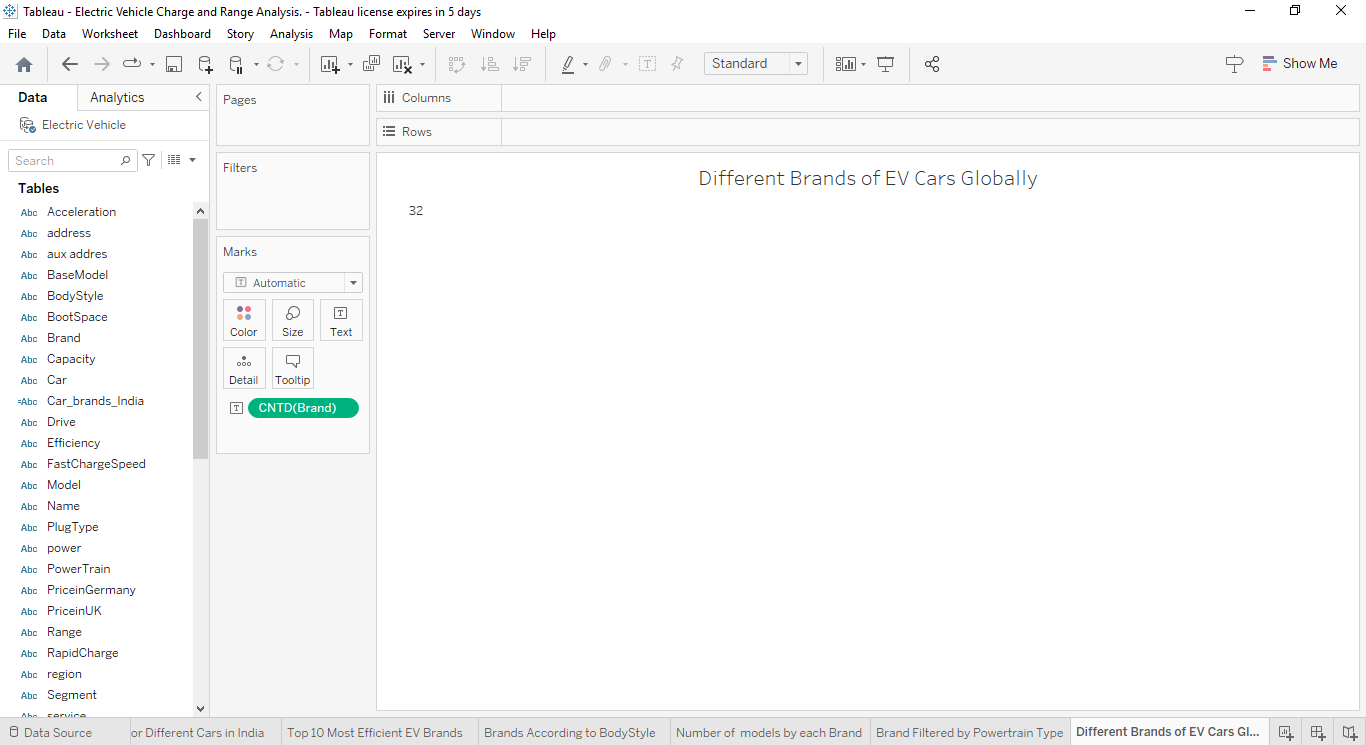 Tableau - Electric Vehicle Charge and Range Analysis. - Tableau license expires in 5 days
File Data Worksheet Dashboard Story Analysis Map Format Server Window Help
Standard
Show Me
Data Analytics
Electric Vehicle
Search
Tables
Abc Acceleration
Abc address
Abc aux addres
Abc BaseModel
Abc BodyStyle
Abc BootSpace
Abc Brand
Abc Capacity
Abc Car
=Abc Car_brands_India
Abc Drive
Abc Efficiency
Abc FastChargeSpeed
Abc Model
Abc Name
Abc PlugType
Abc power
Abc PowerTrain
Abc PriceinGermany
Abc PriceinUK
Abc Range
Abc RapidCharge
Abc region
Abc Segment
Abc service
Pages
Filters
Marks
T Automatic
Color Size Text
Detail Tooltip
T CNTD(Brand)
Columns
Rows
Different Brands of EV Cars Globally
32
Data Source or Different Cars in India Top 10 Most Efficient EV Brands Brands According to BodyStyle Number of models by each Brand Brand Filtered by Powertrain Type Different Brands of EV Cars Gl...